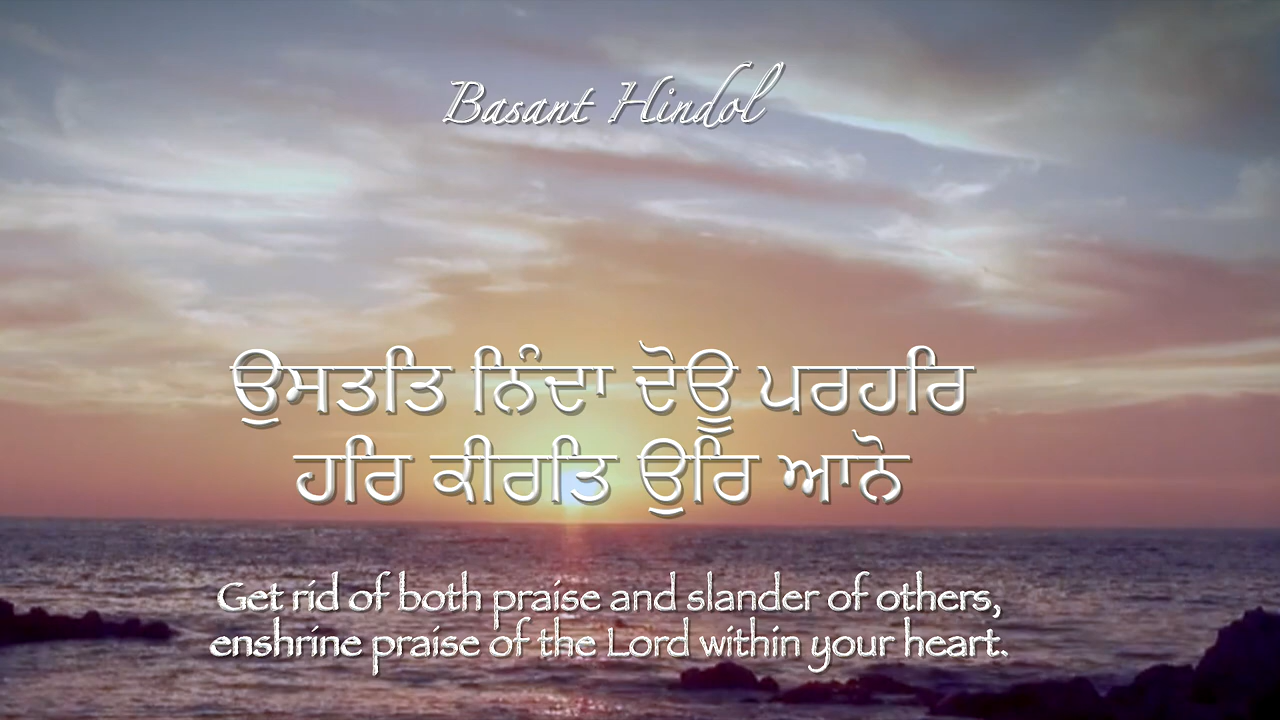 Basant Hindol
ਉਸਤਤਿ ਨਿੰਦਾ ਦੋਊ ਪਰਹਰਿ
ਹਰਿ ਕੀਰਤਿ ਉਰਿ ਆਨੋ
Get rid of both praise and slander of others,
enshrine praise of the Lord within your heart.